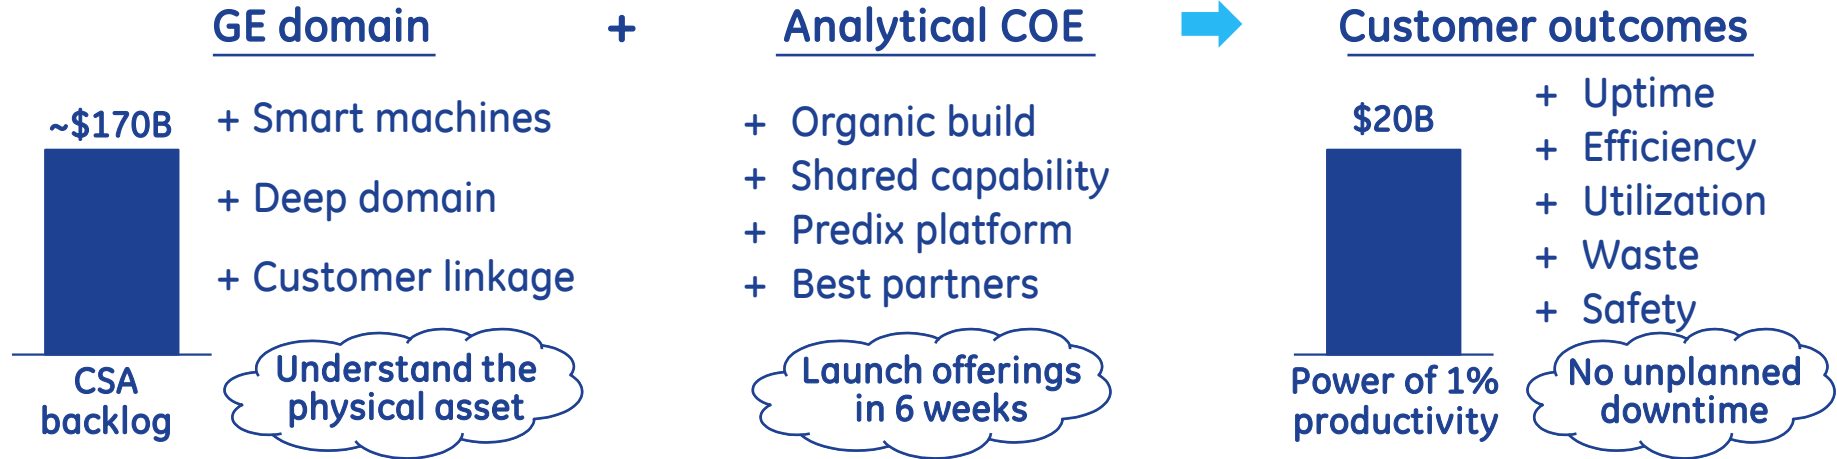 GE domain + Analytical COE Customer outcomes
~$170B
+ Smart machines
+ Deep domain
+ Customer linkage
CSA
backlog
Understand the
physical asset
+ Organic build
+ Shared capability
+ Predix platform
+ Best partners
Launch offerings
in 6 weeks
$20B
Power of 1%
productivity
+ Uptime
+ Efficiency
+ Utilization
+ Waste
+ Safety
No unplanned
downtime